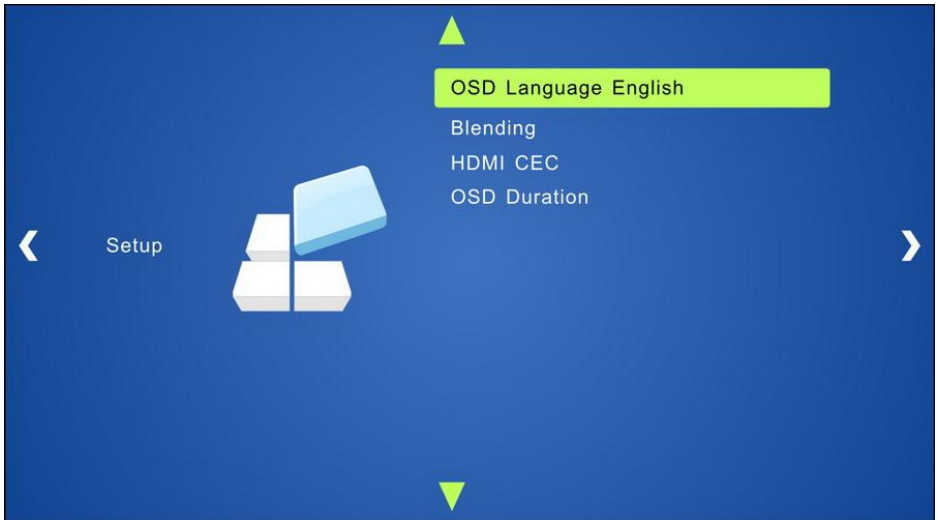 OSD Language English
Blending
HDMI CEC
OSD Duration
Setup